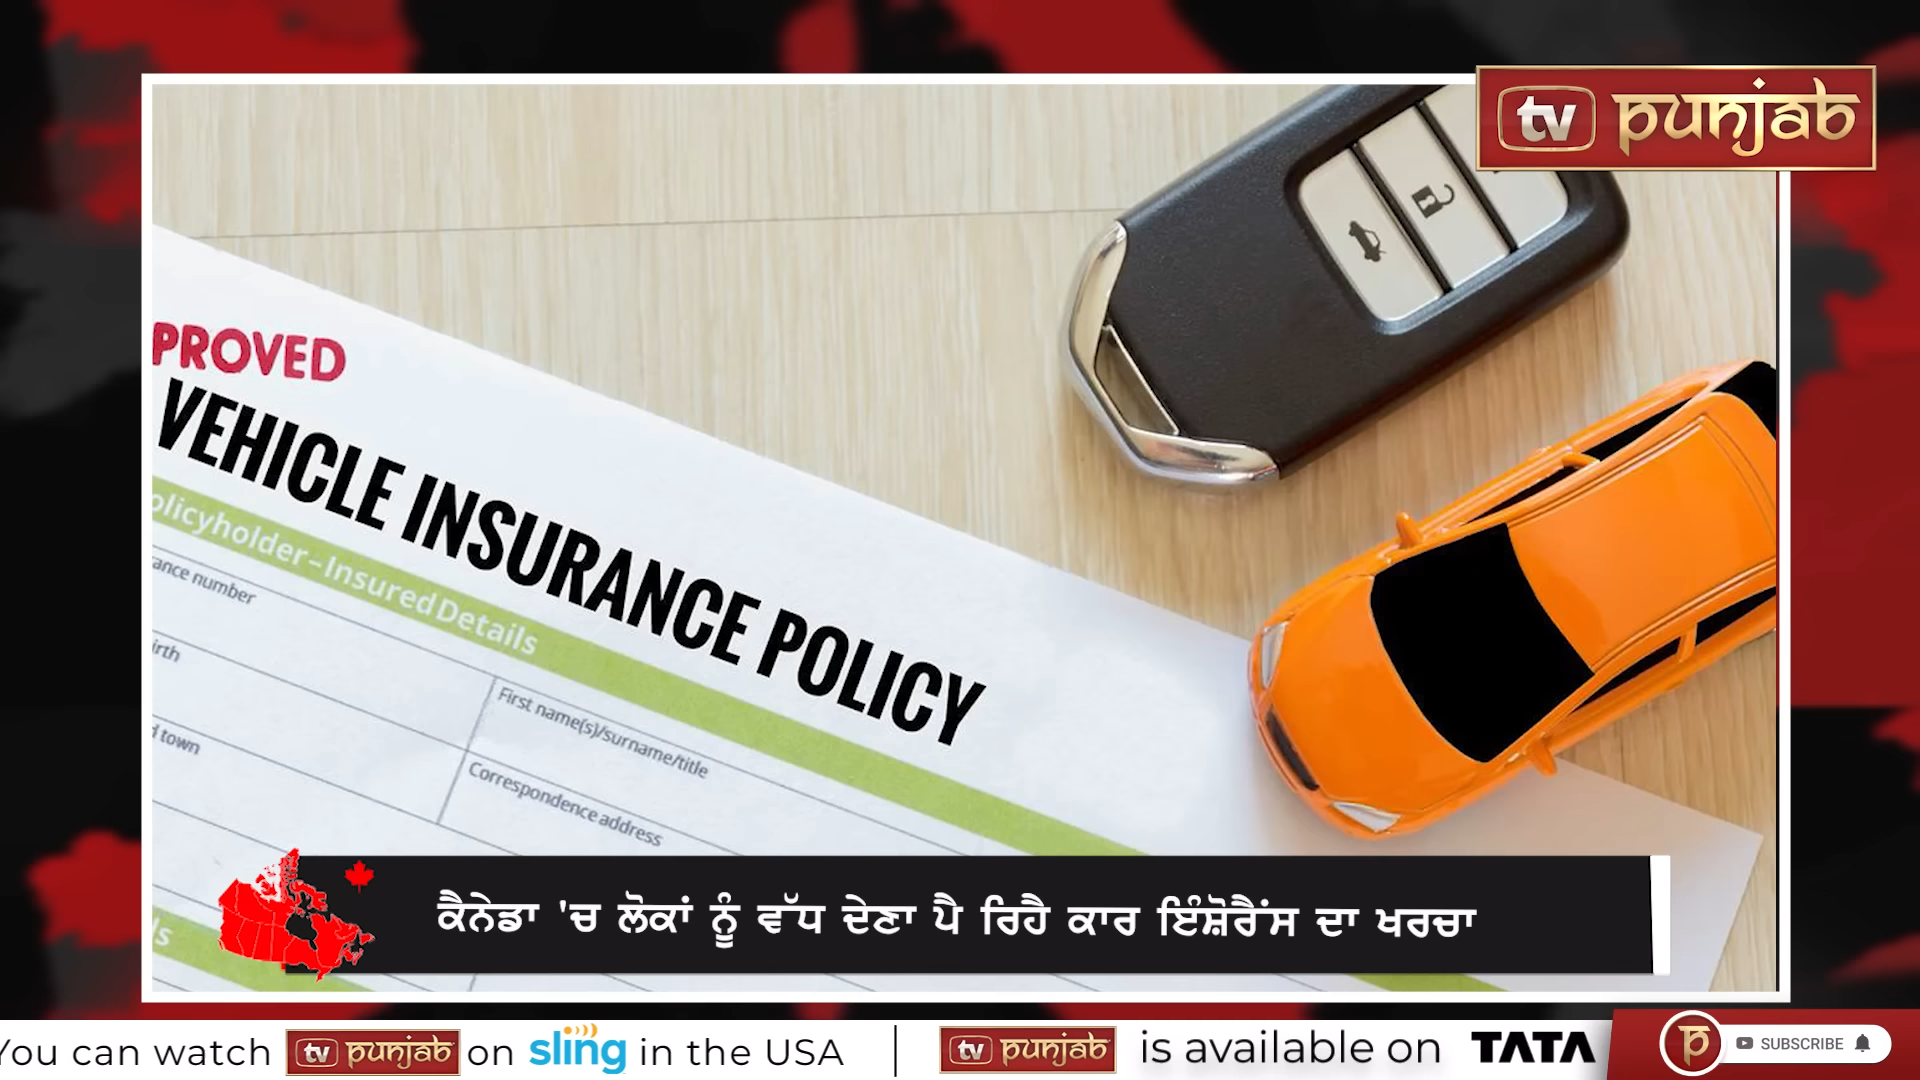 tv punjab
PROVED
VEHICLE INSURANCE POLICY
olicyholder – Insured Details
ance number
irth
First name(s)/surname/title
d town
Correspondence address
ls
ਕੈਨੇਡਾ 'ਚ ਲੋਕਾਂ ਨੂੰ ਵੱਧ ਦੇਣਾ ਪੈ ਰਿਹੈ ਕਾਰ ਇੰਸ਼ੋਰੈਂਸ ਦਾ ਖਰਚਾ
You can watch tv punjab on sling in the USA | tv punjab is available on TATA
P SUBSCRIBE